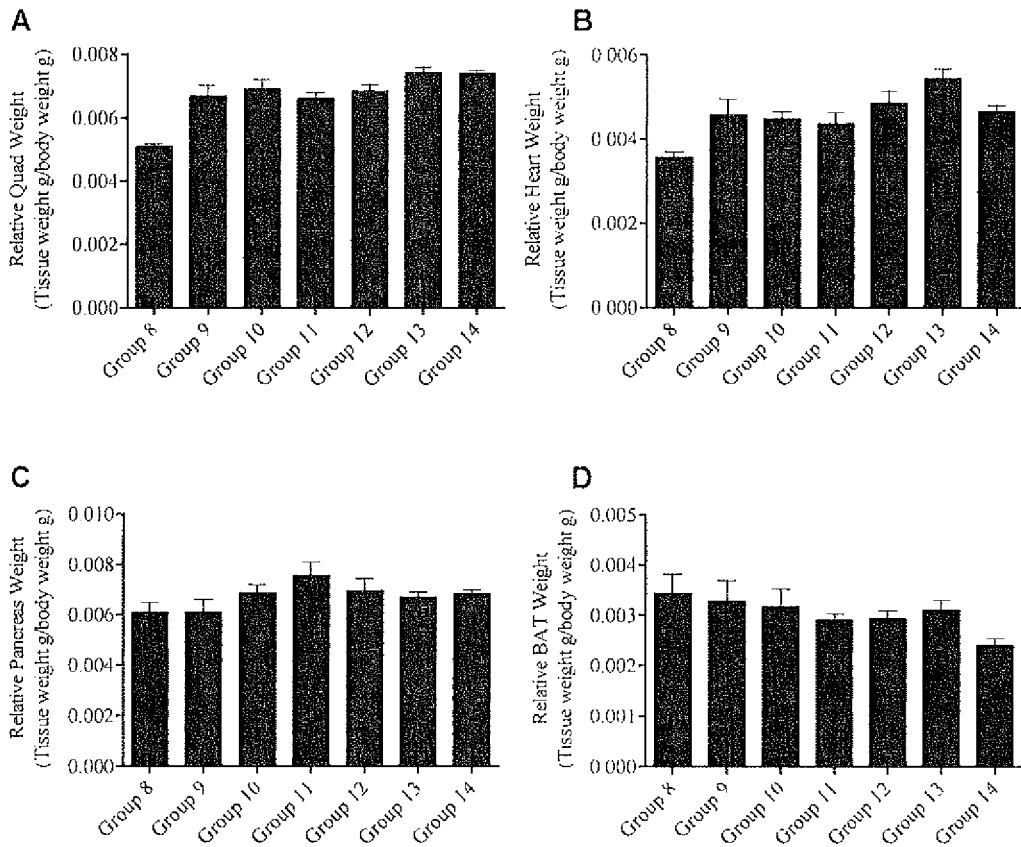 A
Relative Quad Weight
(Tissue weight g/body weight g)
0.008
0.006
0.004
0.002
0.000
Group 8
Group 9
Group 10
Group 11
Group 12
Group 13
Group 14
B
Relative Heart Weight
(Tissue weight g/body weight g)
0.006
0.004
0.002
0.000
Group 8
Group 9
Group 10
Group 11
Group 12
Group 13
Group 14
C
Relative Pancreas Weight
(Tissue weight g/body weight g)
0.010
0.008
0.006
0.004
0.002
0.000
Group 8
Group 9
Group 10
Group 11
Group 12
Group 13
Group 14
D
Relative BAT Weight
(Tissue weight g/body weight g)
0.005
0.004
0.003
0.002
0.001
0.000
Group 8
Group 9
Group 10
Group 11
Group 12
Group 13
Group 14